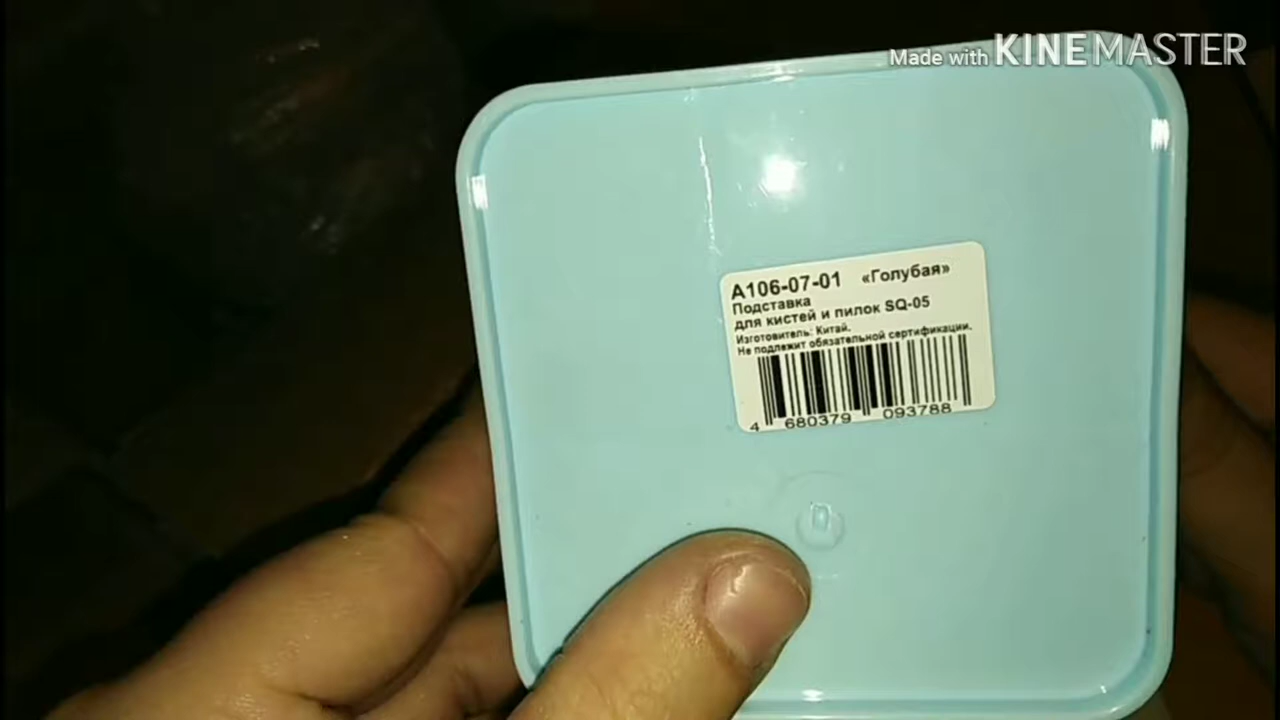 Made with KINEMASTER
A106-07-01 «Голубая»
Подставка
для кистей и пилок SQ-05
Изготовитель: Китай.
Не подлежит обязательной сертификации.
4 680379 093788